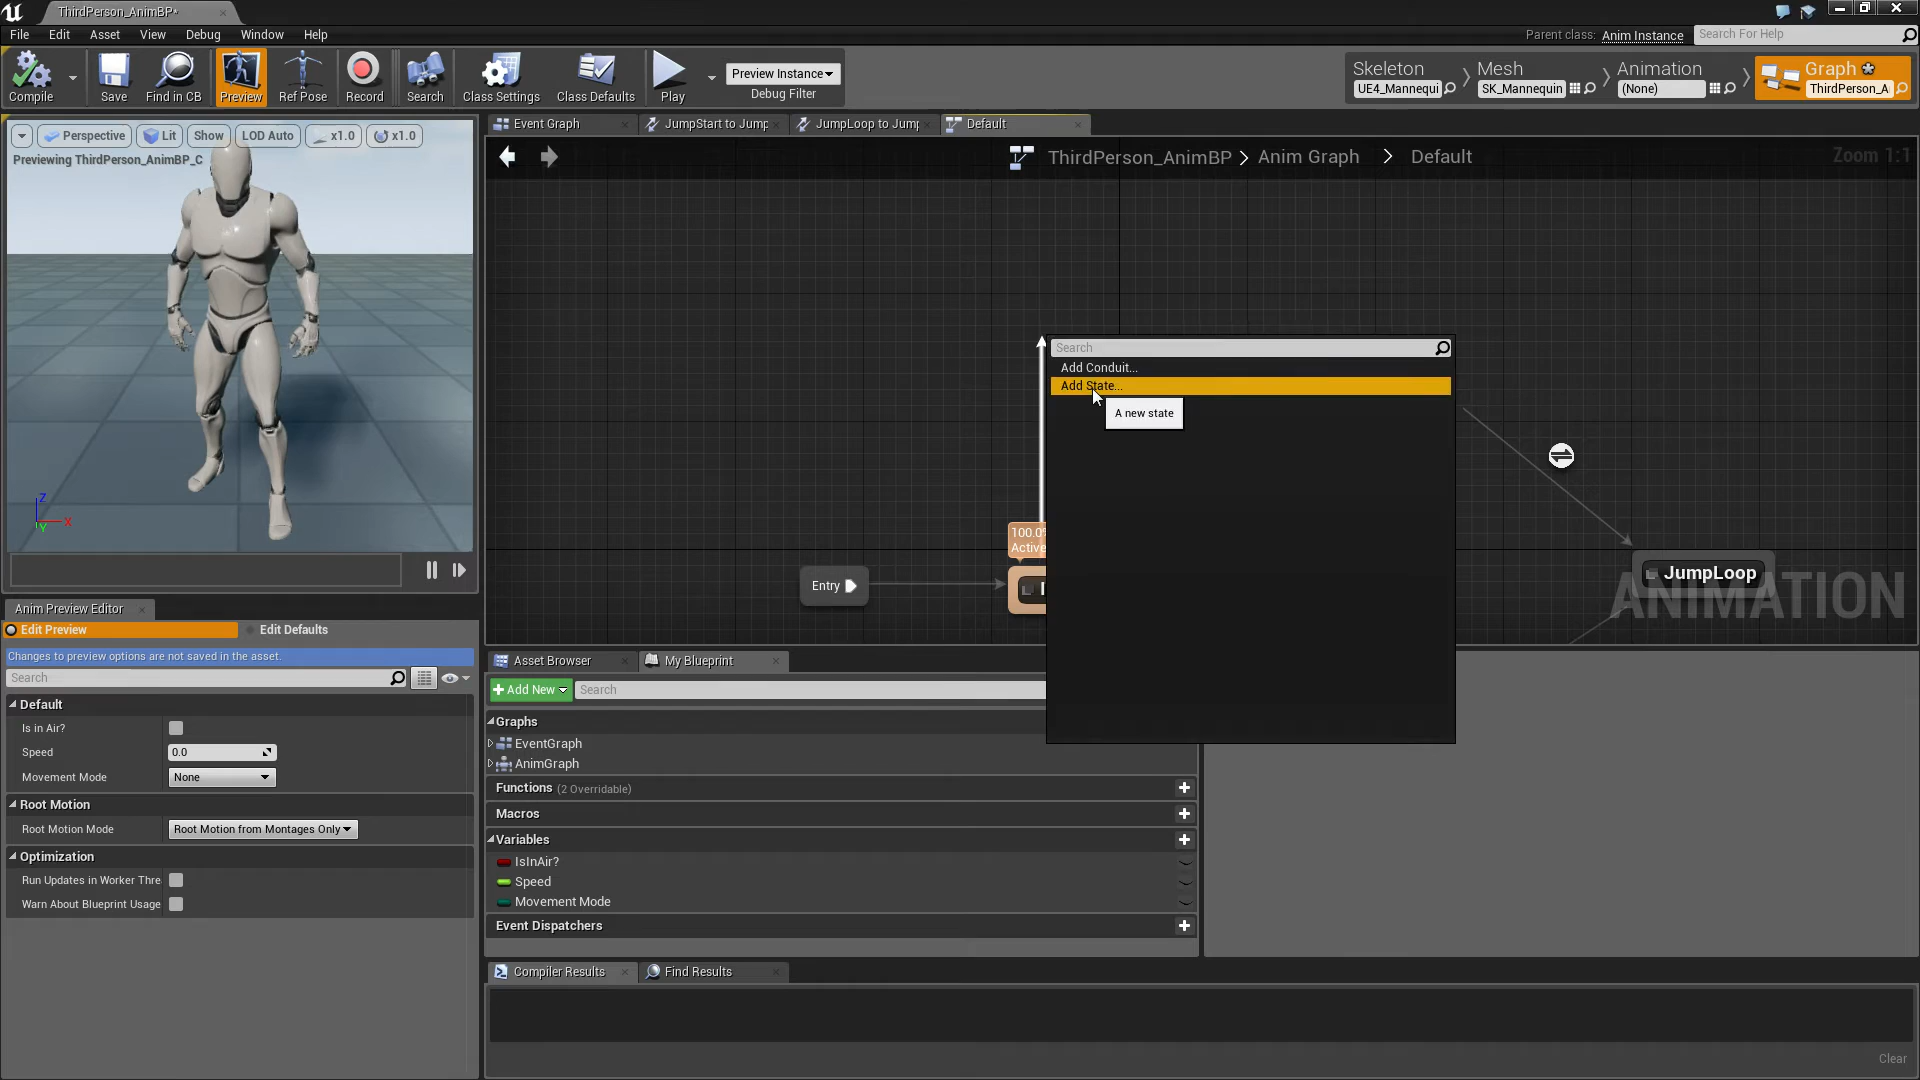 ThirdPerson_AnimBP*
File Edit Asset View Debug Window Help
Parent class: Anim Instance Search For Help
Compile Save Find in CB Preview Ref Pose Record Search Class Settings Class Defaults Play
Preview Instance
Debug Filter
Skeleton UE4_Mannequi
Mesh SK_Mannequin
Animation (None)
Graph ThirdPerson_A
Perspective Lit Show LOD Auto x1.0 x1.0
Previewing ThirdPerson_AnimBP_C
Z
X
Y
Event Graph JumpStart to Jump JumpLoop to Jump Default
ThirdPerson_AnimBP > Anim Graph > Default
Zoom 1:1
Search
Add Conduit...
Add State...
A new state
100.0%
Active
Entry
JumpLoop
ANIMATION
Anim Preview Editor
Edit Preview Edit Defaults
Changes to preview options are not saved in the asset.
Search
Default
Is in Air?
Speed 0.0
Movement Mode None
Root Motion
Root Motion Mode Root Motion from Montages Only
Optimization
Run Updates in Worker Thre
Warn About Blueprint Usage
Asset Browser My Blueprint
Add New Search
Graphs
EventGraph
AnimGraph
Functions (2 Overridable)
Macros
Variables
IsInAir?
Speed
Movement Mode
Event Dispatchers
Compiler Results Find Results
Clear